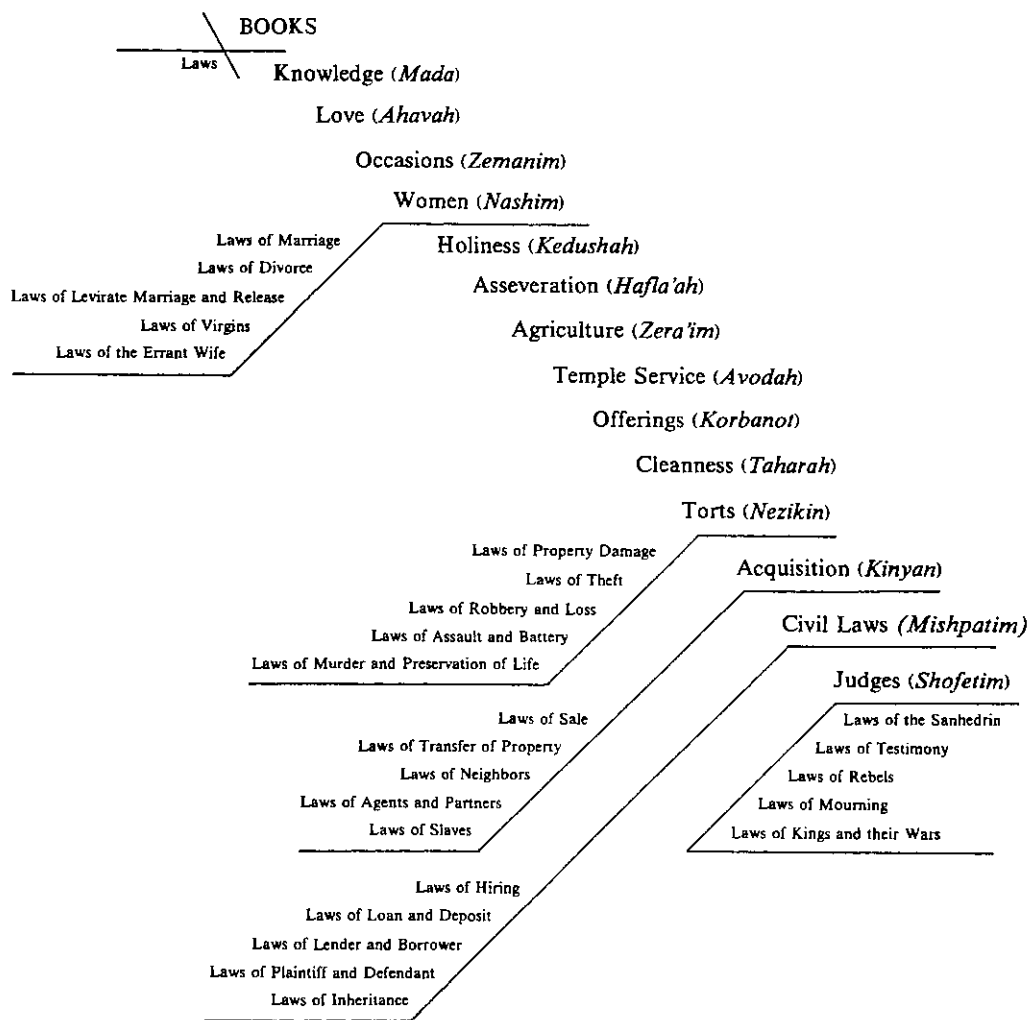 BOOKS
Laws
Knowledge (Mada)
Love (Ahavah)
Occasions (Zemanim)
Women (Nashim)
Laws of Marriage
Laws of Divorce
Laws of Levirate Marriage and Release
Laws of Virgins
Laws of the Errant Wife
Holiness (Kedushah)
Asseveration (Hafla'ah)
Agriculture (Zera'im)
Temple Service (Avodah)
Offerings (Korbanot)
Cleanness (Taharah)
Torts (Nezikin)
Laws of Property Damage
Laws of Theft
Laws of Robbery and Loss
Laws of Assault and Battery
Laws of Murder and Preservation of Life
Acquisition (Kinyan)
Laws of Sale
Laws of Transfer of Property
Laws of Neighbors
Laws of Agents and Partners
Laws of Slaves
Civil Laws (Mishpatim)
Laws of Hiring
Laws of Loan and Deposit
Laws of Lender and Borrower
Laws of Plaintiff and Defendant
Laws of Inheritance
Judges (Shofetim)
Laws of the Sanhedrin
Laws of Testimony
Laws of Rebels
Laws of Mourning
Laws of Kings and their Wars